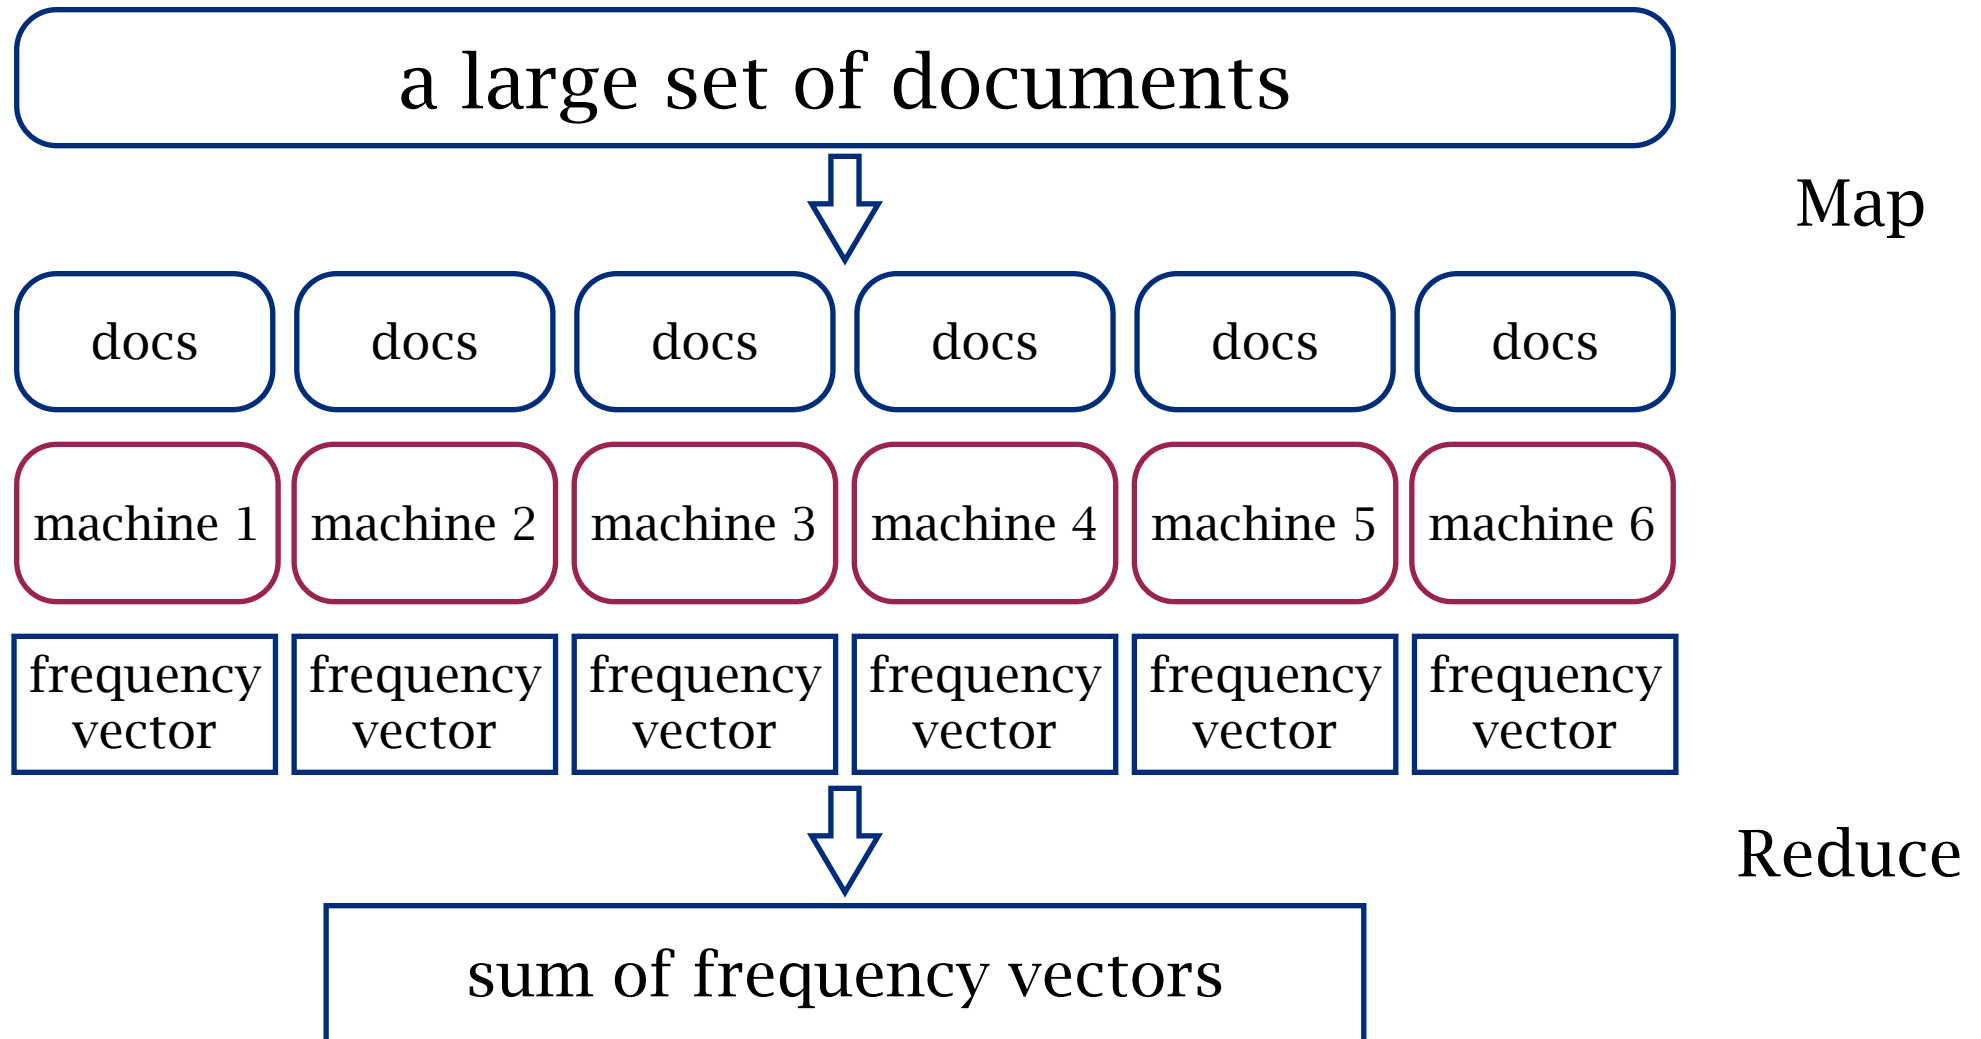 a large set of documents
Map
docs docs docs docs docs docs
machine 1 machine 2 machine 3 machine 4 machine 5 machine 6
frequency frequency frequency frequency frequency frequency
vector vector vector vector vector vector
Reduce
sum of frequency vectors